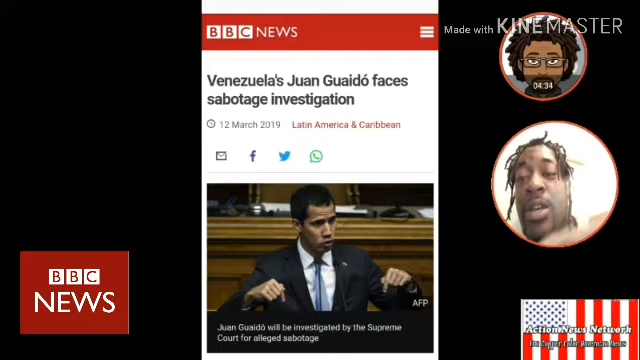 BBC NEWS
Made with KINEMASTER
Venezuela's Juan Guaidó faces
sabotage investigation
12 March 2019 Latin America & Caribbean
04:34
AFP
Juan Guaidó will be investigated by the Supreme
Court for alleged sabotage
BBC
NEWS
Action News Network